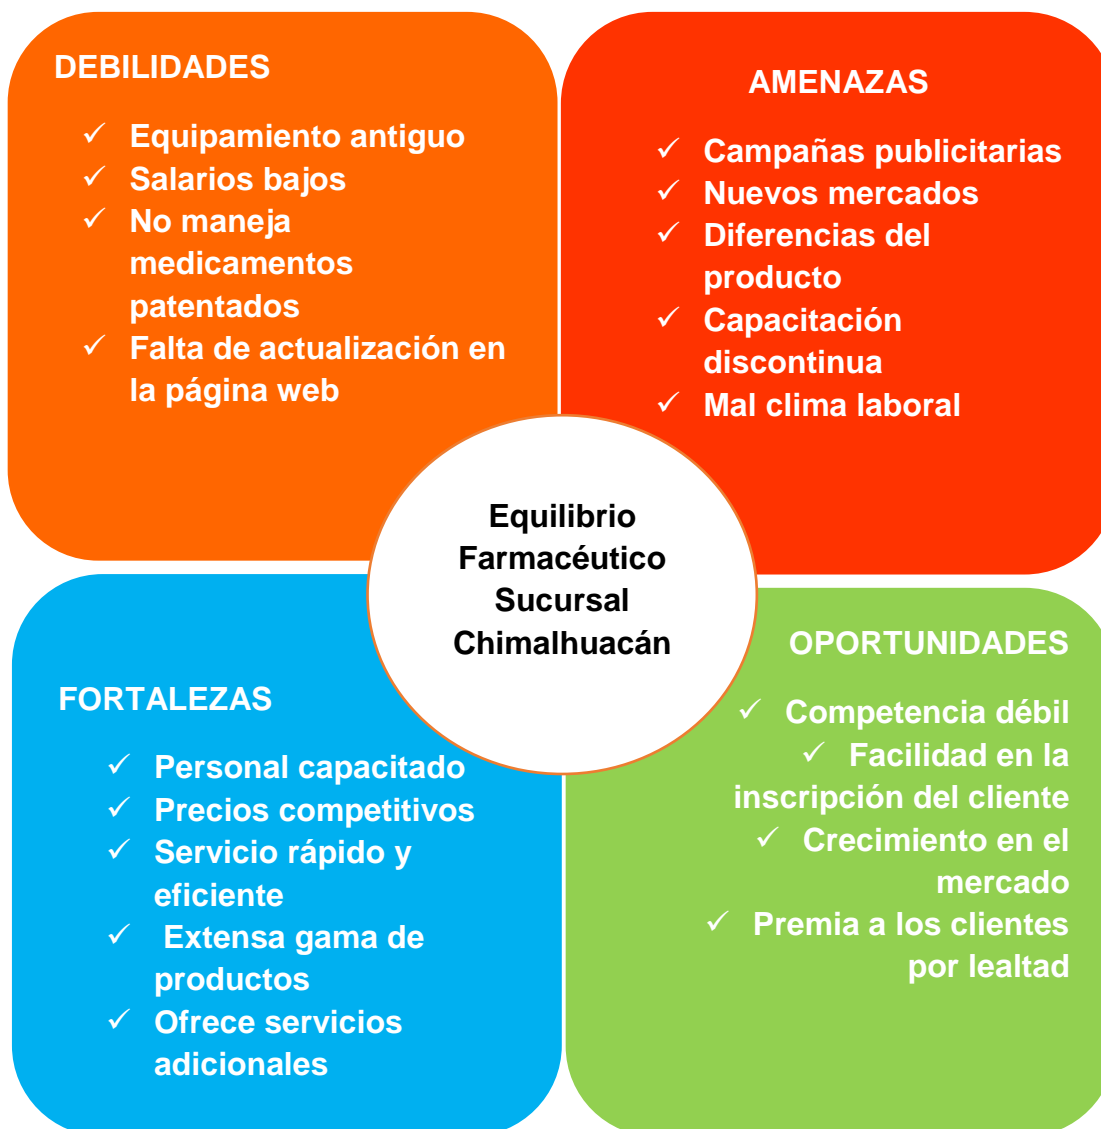 DEBILIDADES
✓ Equipamiento antiguo
✓ Salarios bajos
✓ No maneja
medicamentos
patentados
✓ Falta de actualización en
la página web
AMENAZAS
✓ Campañas publicitarias
✓ Nuevos mercados
✓ Diferencias del
producto
✓ Capacitación
discontinua
✓ Mal clima laboral
Equilibrio
Farmacéutico
Sucursal
Chimalhuacán
FORTALEZAS
✓ Personal capacitado
✓ Precios competitivos
✓ Servicio rápido y
eficiente
✓ Extensa gama de
productos
✓ Ofrece servicios
adicionales
OPORTUNIDADES
✓ Competencia débil
✓ Facilidad en la
inscripción del cliente
✓ Crecimiento en el
mercado
✓ Premia a los clientes
por lealtad